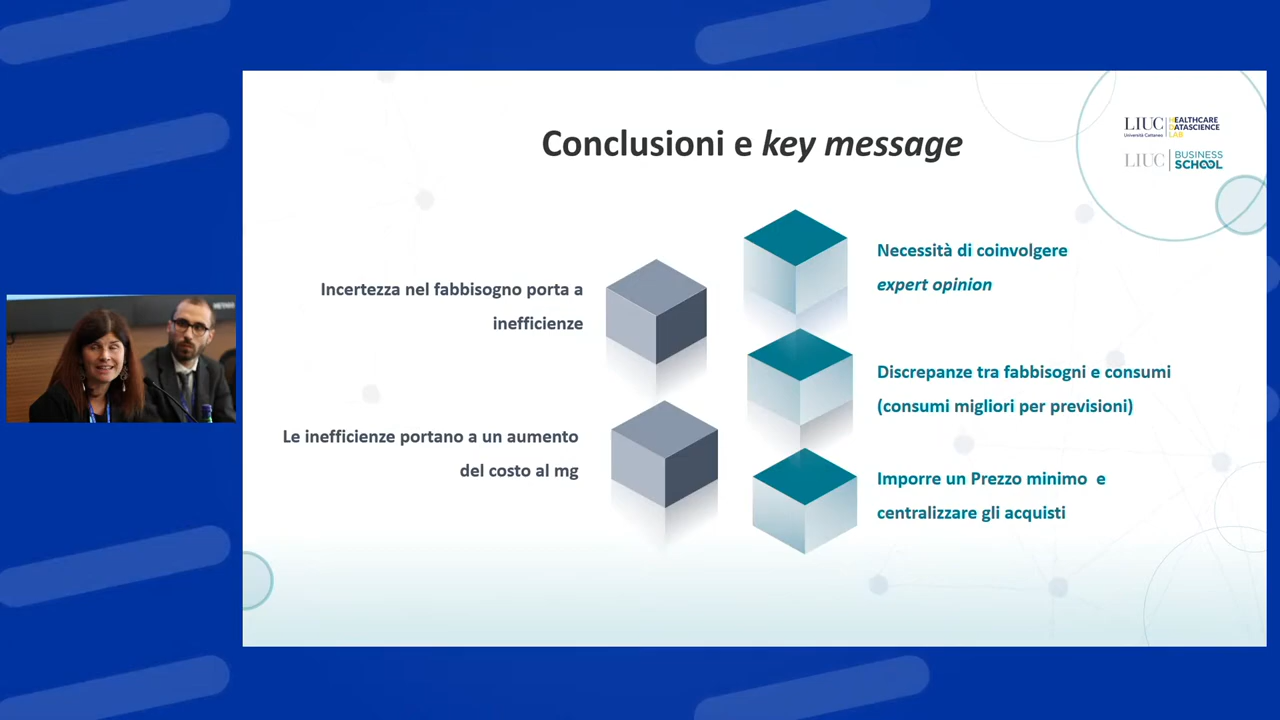 Conclusioni e key message
LIUC HEALTHCARE
Università Cattaneo DATASCIENCE
LAB
LIUC BUSINESS
SCHOOL
Incertezza nel fabbisogno porta a
inefficienze
Le inefficienze portano a un aumento
del costo al mg
Necessità di coinvolgere
expert opinion
Discrepanze tra fabbisogni e consumi
(consumi migliori per previsioni)
Imporre un Prezzo minimo e
centralizzare gli acquisti